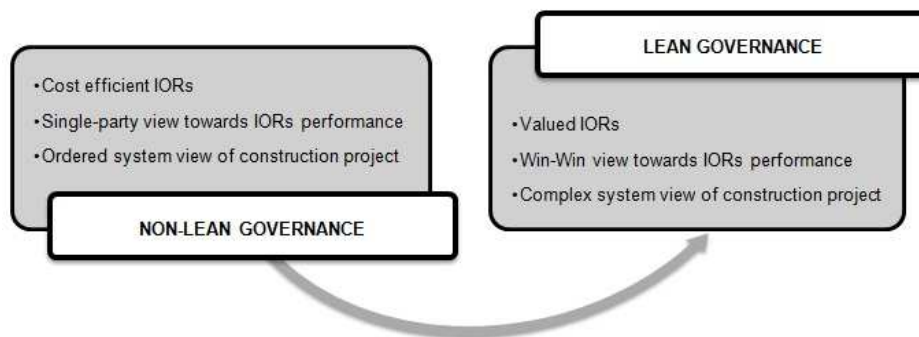 •Cost efficient IORs
•Single-party view towards IORs performance
•Ordered system view of construction project
NON-LEAN GOVERNANCE
LEAN GOVERNANCE
•Valued IORs
•Win-Win view towards IORs performance
•Complex system view of construction project